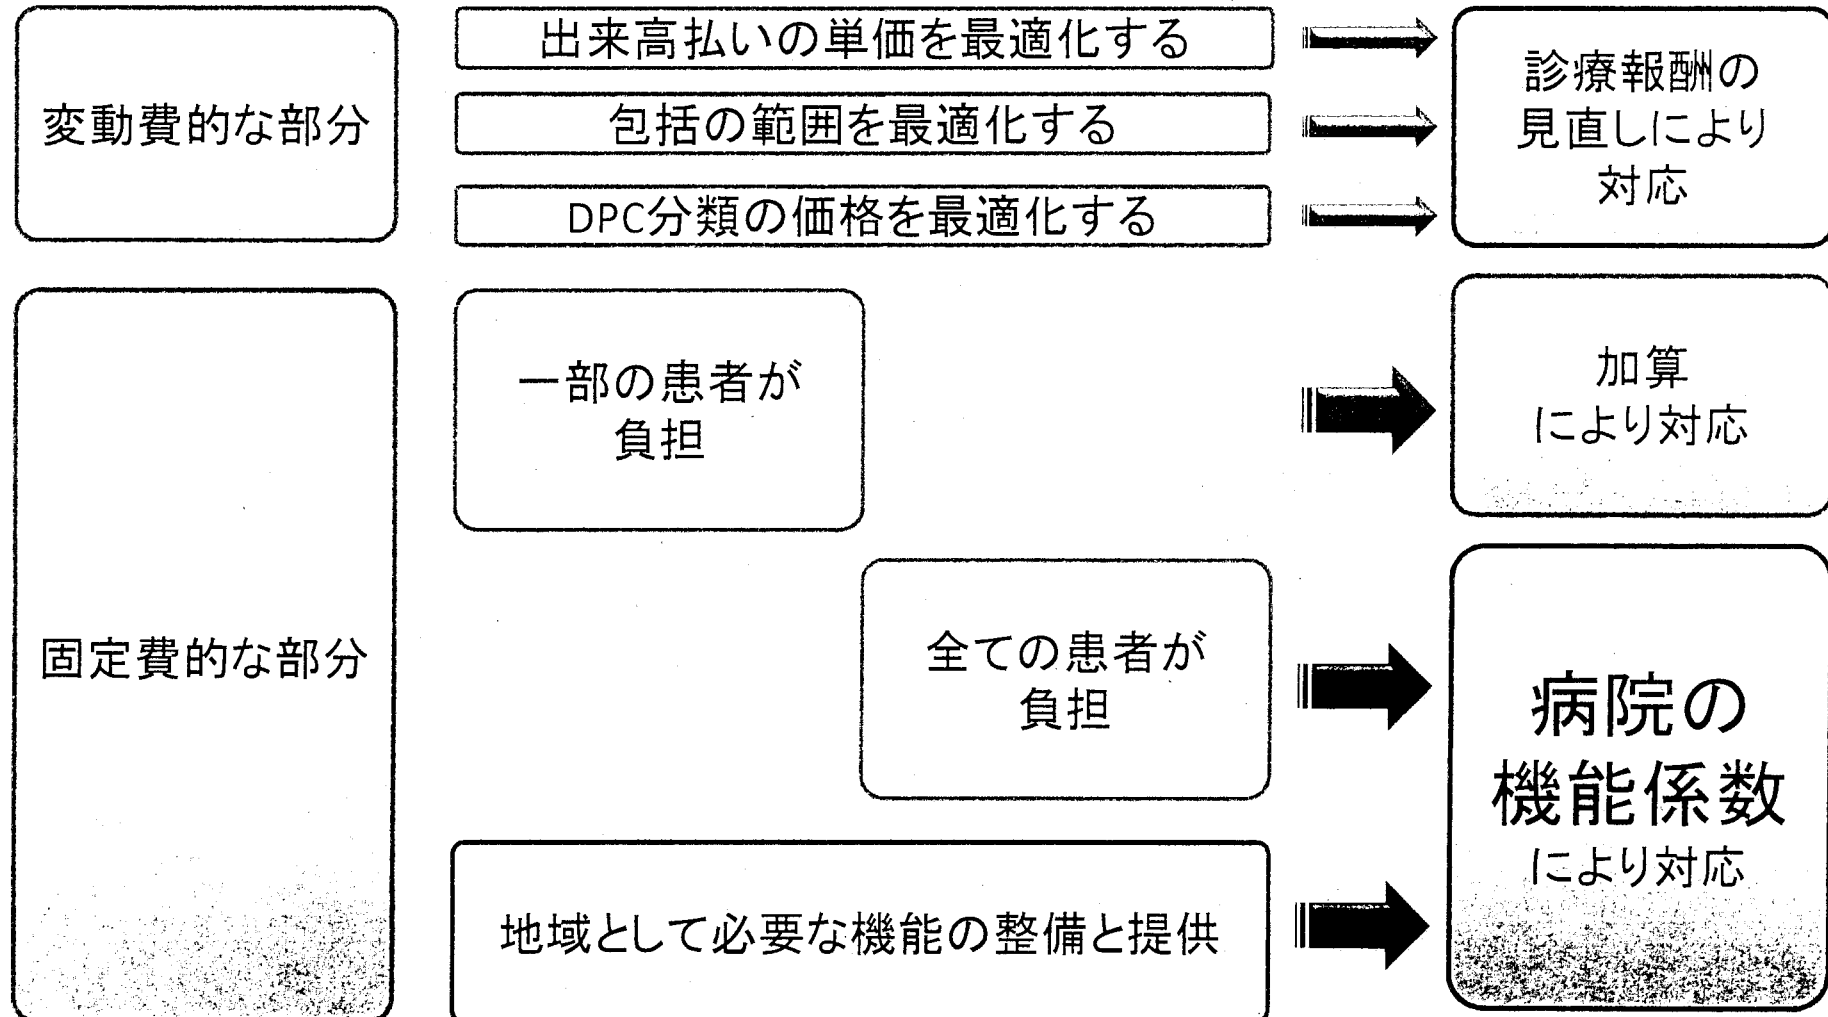 変動費的な部分
出来高払いの単価を最適化する
包括の範囲を最適化する
DPC分類の価格を最適化する
診療報酬の
見直しにより
対応
固定費的な部分
一部の患者が
負担
加算
により対応
全ての患者が
負担
地域として必要な機能の整備と提供
病院の
機能係数
により対応